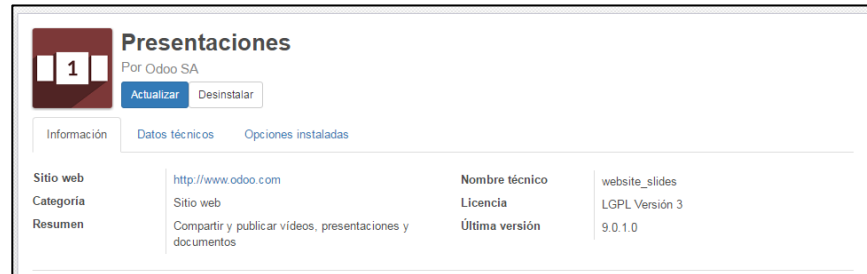 1
Presentaciones
Por Odoo SA
Actualizar Desinstalar
Información Datos técnicos Opciones instaladas
Sitio web http://www.odoo.com Nombre técnico website_slides
Categoría Sitio web Licencia LGPL Versión 3
Resumen Compartir y publicar vídeos, presentaciones y Última versión 9.0.1.0
documentos